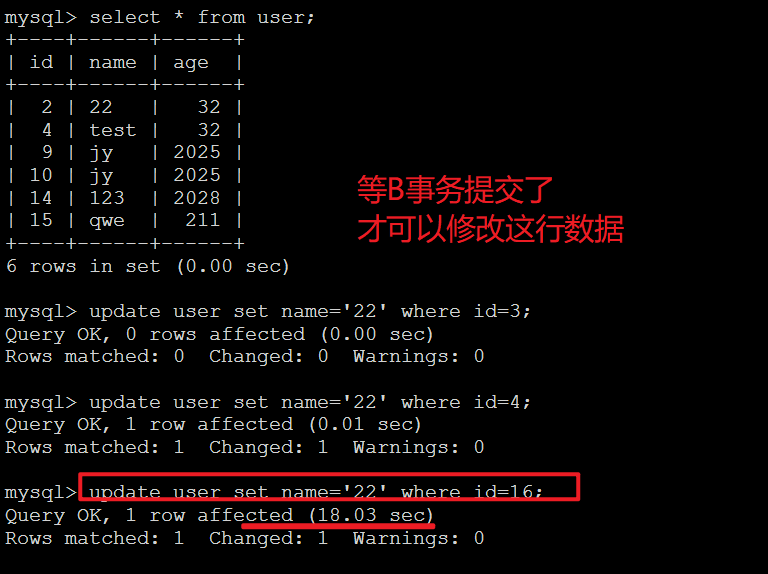 mysql> select * from user;
+----+------+------+
| id | name | age  |
+----+------+------+
|  2 | 22   |   32 |
|  4 | test |   32 |
|  9 | jy   | 2025 |
| 10 | jy   | 2025 |
| 14 | 123  | 2028 |
| 15 | qwe  |  211 |
+----+------+------+
6 rows in set (0.00 sec)
等B事务提交了
才可以修改这行数据
mysql> update user set name='22' where id=3;
Query OK, 0 rows affected (0.00 sec)
Rows matched: 0  Changed: 0  Warnings: 0
mysql> update user set name='22' where id=4;
Query OK, 1 row affected (0.01 sec)
Rows matched: 1  Changed: 1  Warnings: 0
mysql> update user set name='22' where id=16;
Query OK, 1 row affected (18.03 sec)
Rows matched: 1  Changed: 1  Warnings: 0